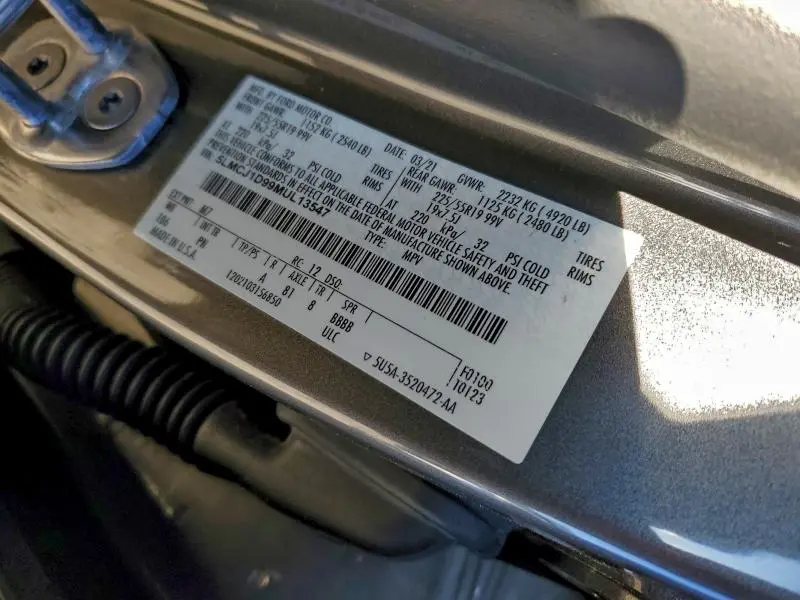 MFD. BY FORD MOTOR CO.
DATE: 03/21 GVWR: 2232 KG ( 4920 LB)
FRONT GAWR: 1152 KG ( 2540 LB) REAR GAWR: 1125 KG ( 2480 LB)
WITH 225/55R19 99V TIRES WITH 225/55R19 99V TIRES
19x7.5J RIMS 19x7.5J RIMS
AT 220 kPa/ 32 PSI COLD AT 220 kPa/ 32 PSI COLD
THIS VEHICLE CONFORMS TO ALL APPLICABLE FEDERAL MOTOR VEHICLE SAFETY AND THEFT
PREVENTION STANDARDS IN EFFECT ON THE DATE OF MANUFACTURE SHOWN ABOVE.
5LMCJ1D99MUL13547 TYPE: MPV
EXT PNT: M7 RC: 12 DSO:
WB INT TR TP/PS R AXLE TR SPR
106 PN A 81 8 BBBB
MADE IN U.S.A. 1202103156850 ULC
F0100
10123
▽ 5U5A-3520472-AA